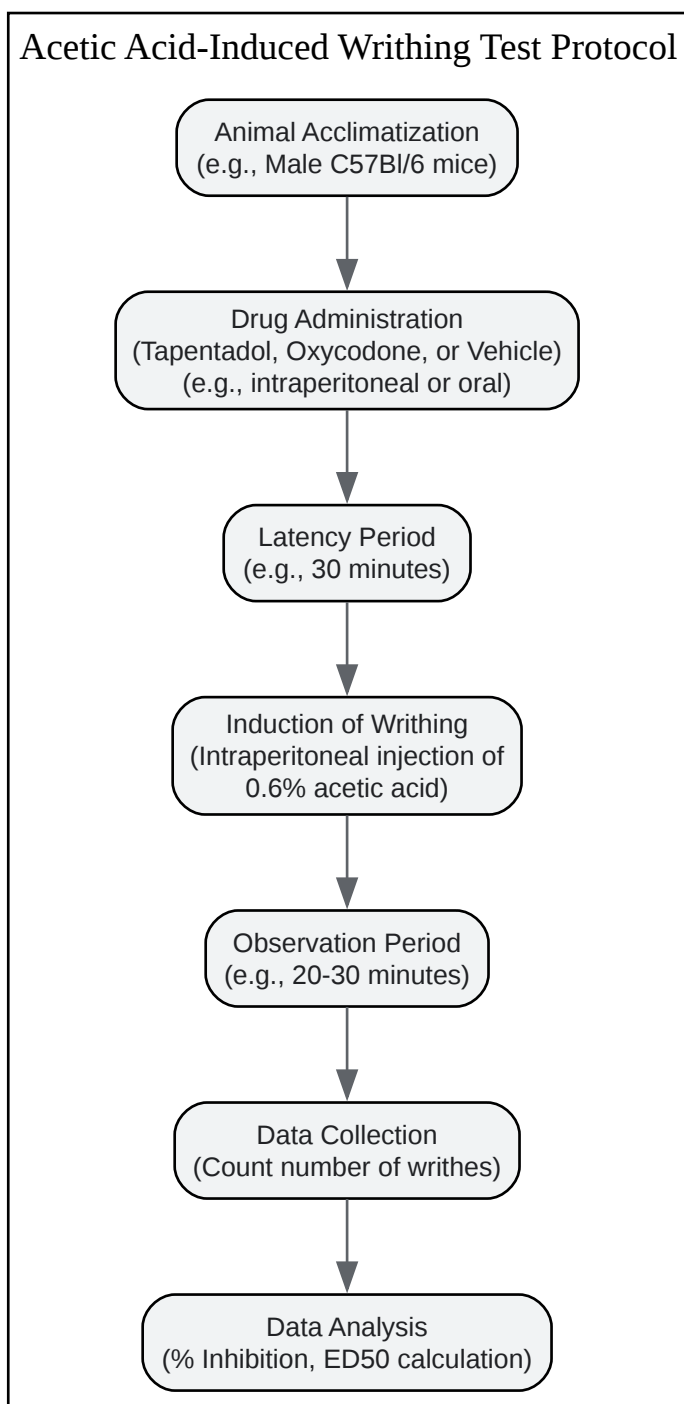 Acetic Acid-Induced Writhing Test Protocol
Animal Acclimatization
(e.g., Male C57Bl/6 mice)
Drug Administration
(Tapentadol, Oxycodone, or Vehicle)
(e.g., intraperitoneal or oral)
Latency Period
(e.g., 30 minutes)
Induction of Writhing
(Intraperitoneal injection of
0.6% acetic acid)
Observation Period
(e.g., 20-30 minutes)
Data Collection
(Count number of writhes)
Data Analysis
(% Inhibition, ED50 calculation)